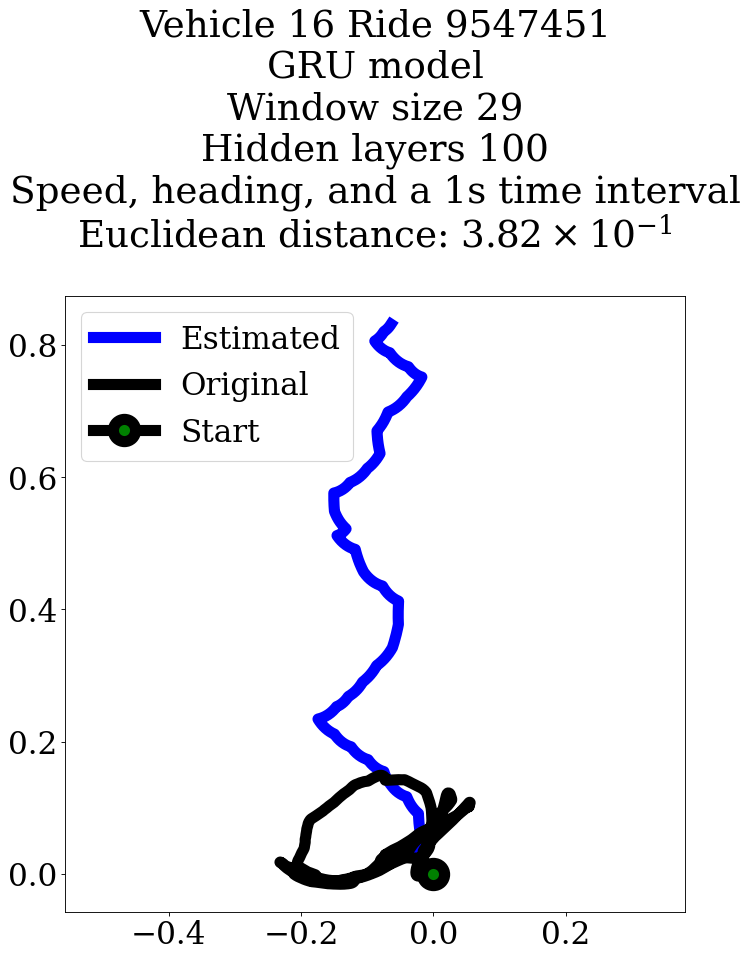 Vehicle 16 Ride 9547451
GRU model
Window size 29
Hidden layers 100
Speed, heading, and a 1s time interval
Euclidean distance: 3.82 × 10⁻¹
Estimated
Original
Start
0.8
0.6
0.4
0.2
0.0
−0.4 −0.2 0.0 0.2